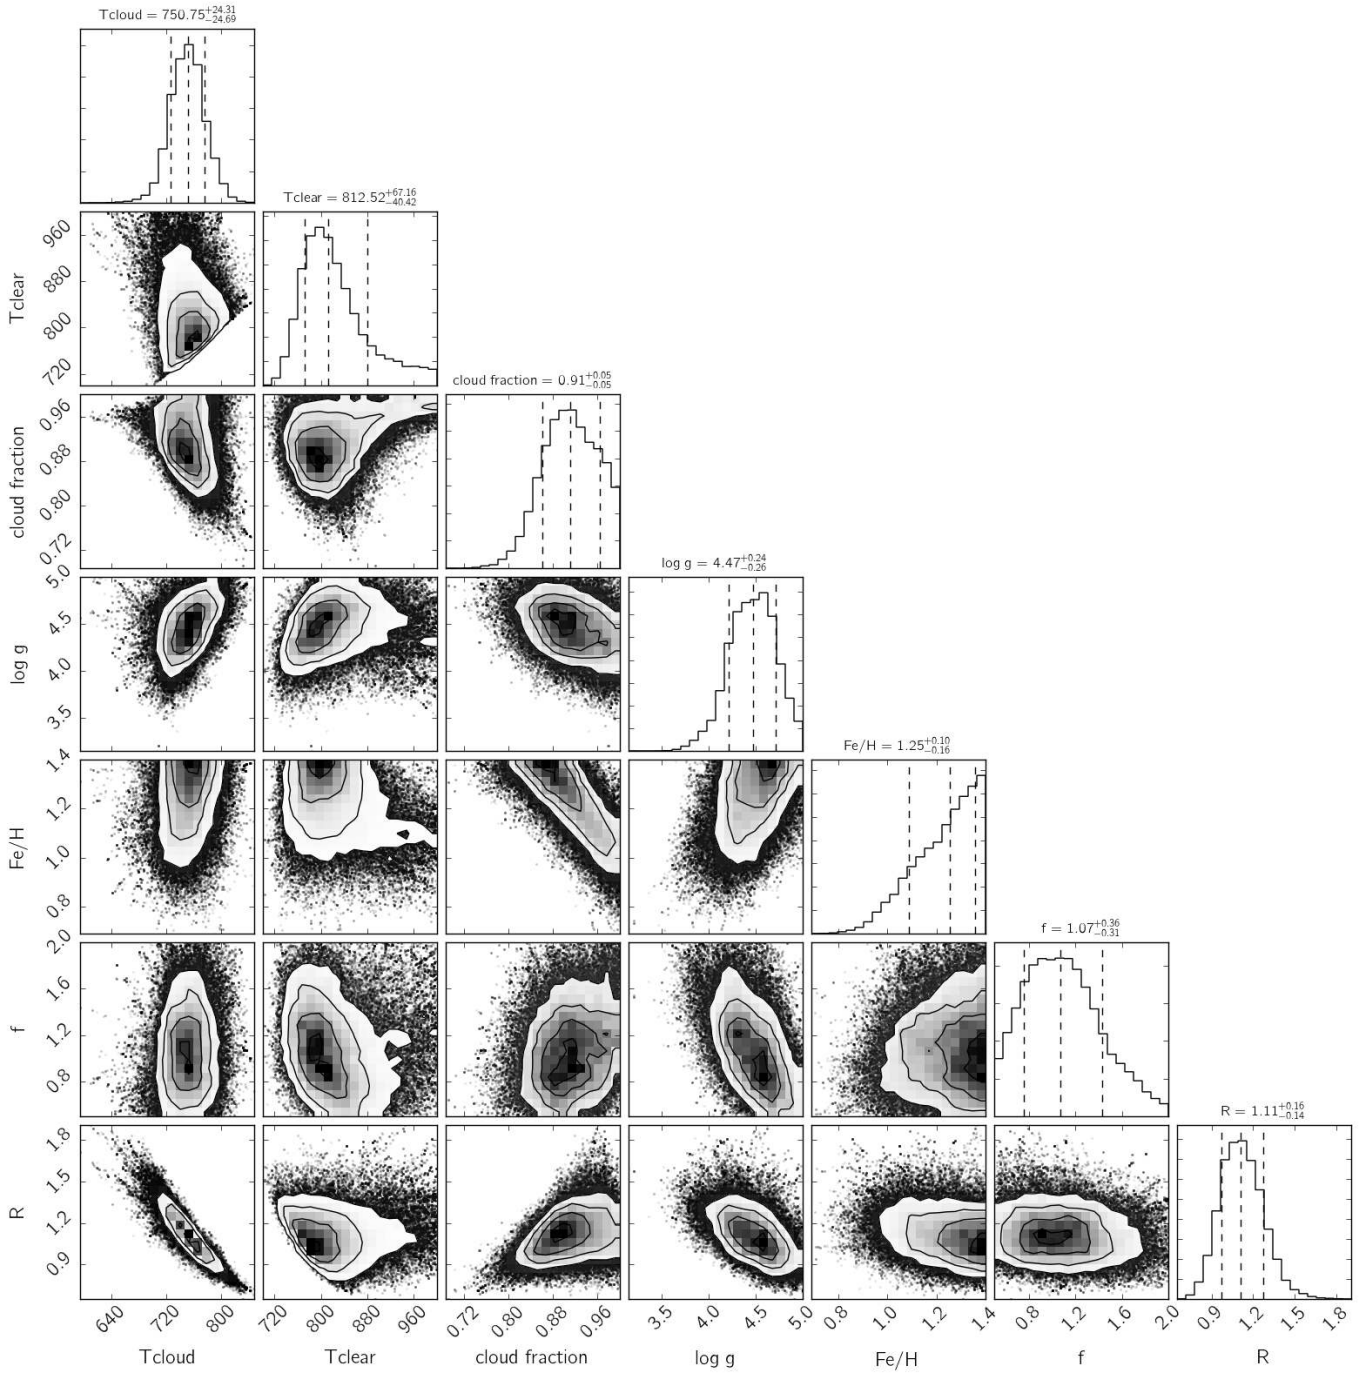 Tcloud = 750.75+24.31−24.69
Tclear = 812.52+67.16−40.42
960
880
800
720
Tclear
cloud fraction = 0.91+0.05−0.05
0.96
0.88
0.80
0.72
cloud fraction
log g = 4.47+0.24−0.26
5.0
4.5
4.0
3.5
log g
Fe/H = 1.25+0.10−0.16
1.4
1.2
1.0
0.8
Fe/H
f = 1.07+0.36−0.31
2.0
1.6
1.2
0.8
f
R = 1.11+0.16−0.14
1.8
1.5
1.2
0.9
R
640 720 800 720 800 880 960 0.72 0.80 0.88 0.96 3.5 4.0 4.5 5.0 0.8 1.0 1.2 1.4 0.8 1.2 1.6 2.0 0.9 1.2 1.5 1.8
Tcloud Tclear cloud fraction log g Fe/H f R